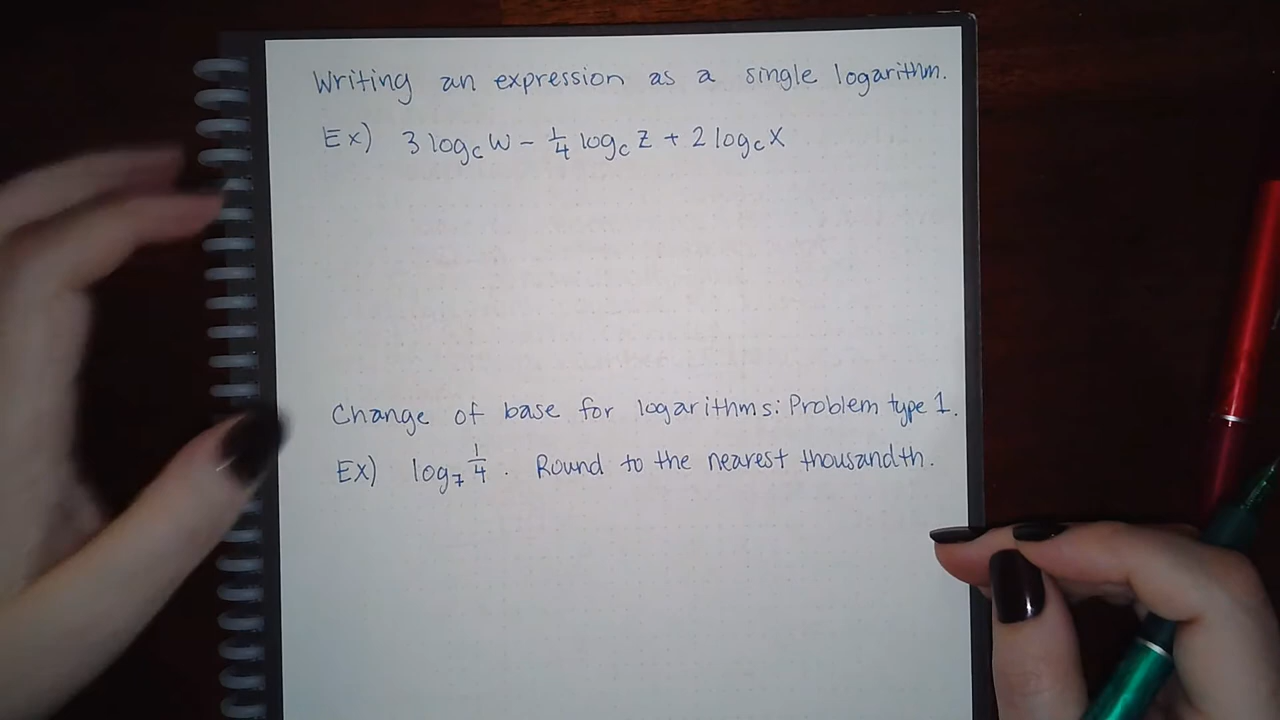 Writing an expression as a single logarithm.
Ex) 3 log_c W - 1/4 log_c Z + 2 log_c X
Change of base for logarithms: Problem type 1.
Ex) log_7 1/4. Round to the nearest thousandth.